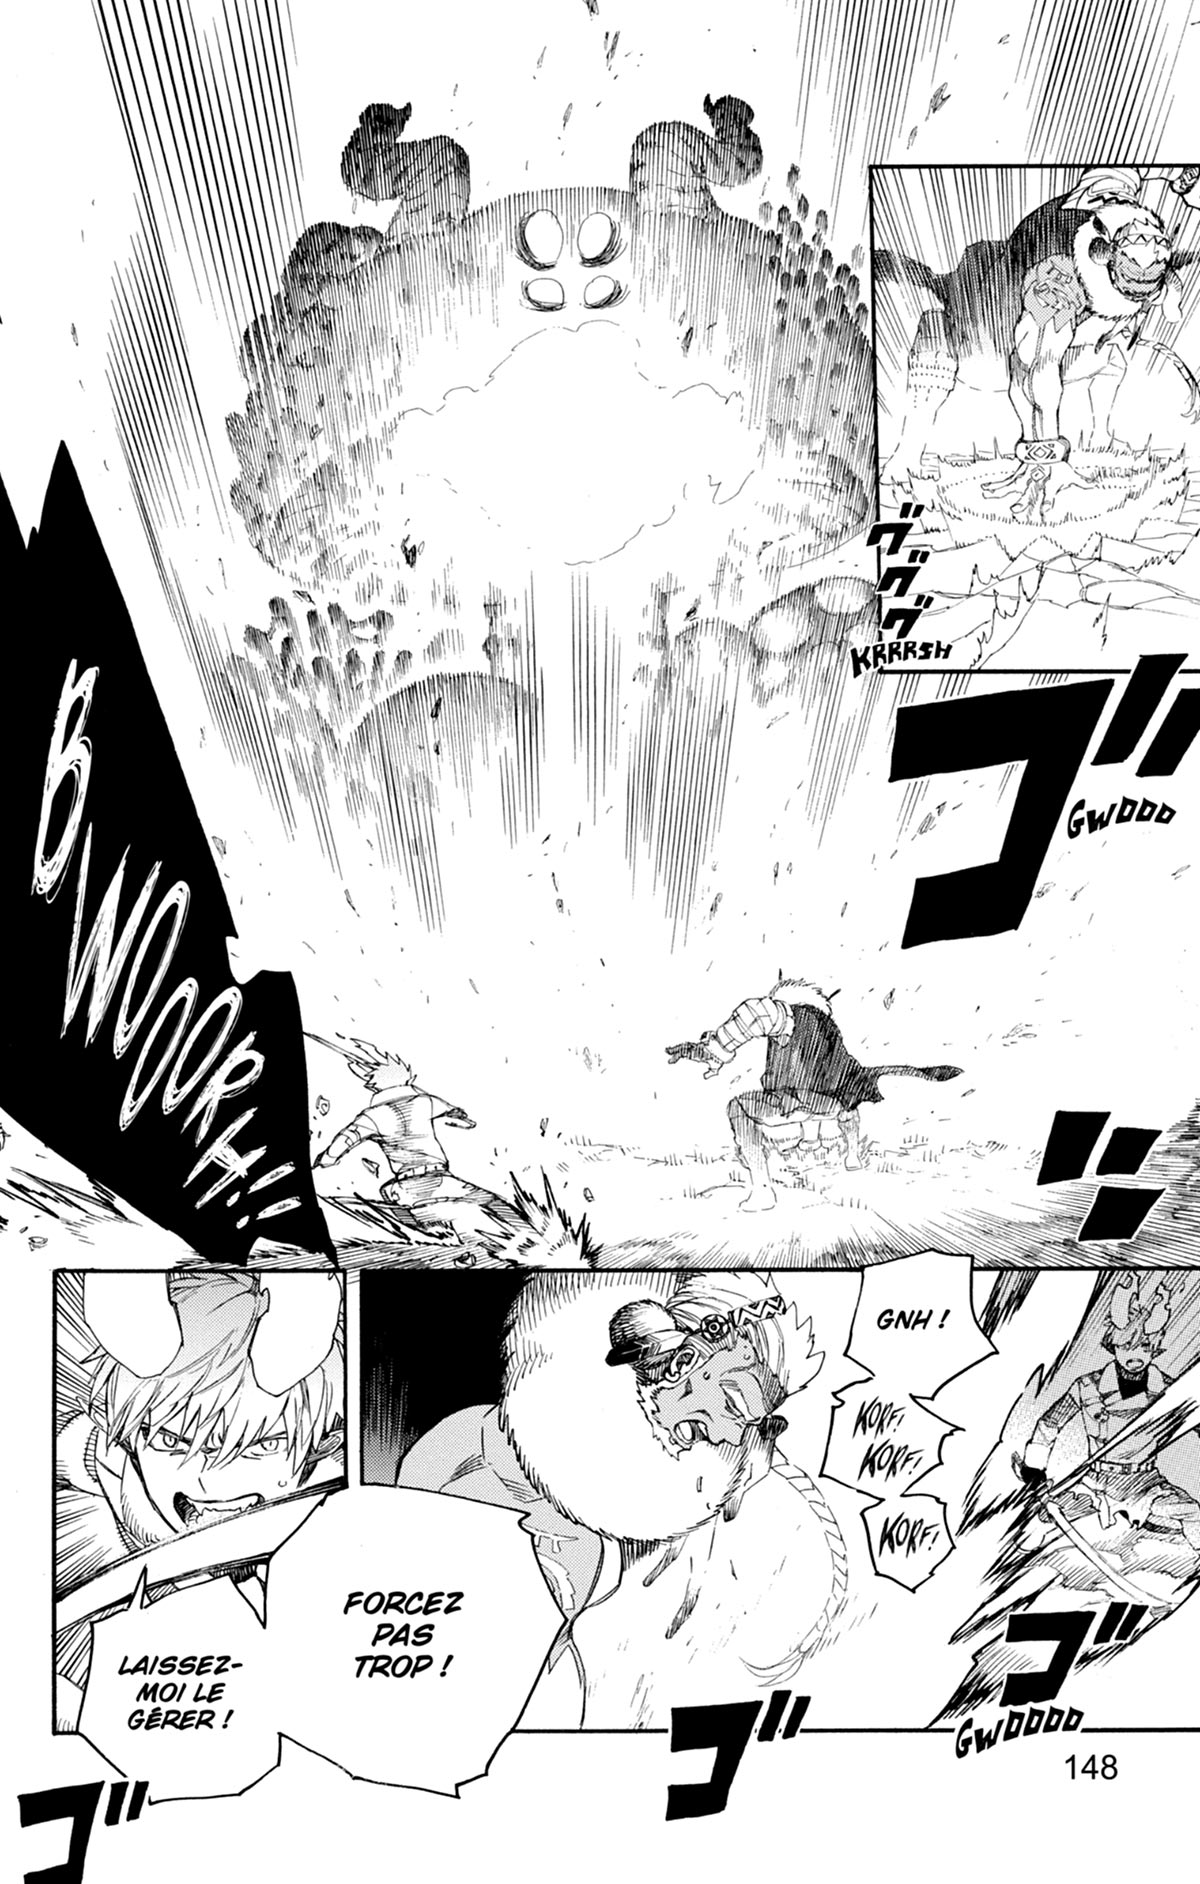 グ
グ
グ
KRRRSH
ゴ
GWOOO
BWOOORH!!
GNH !
KORF!
KORF!
KORF!
ゴ
GWOOOO
FORCEZ
PAS
TROP !
LAISSEZ-
MOI LE
GÉRER !
ゴ
ゴ
148